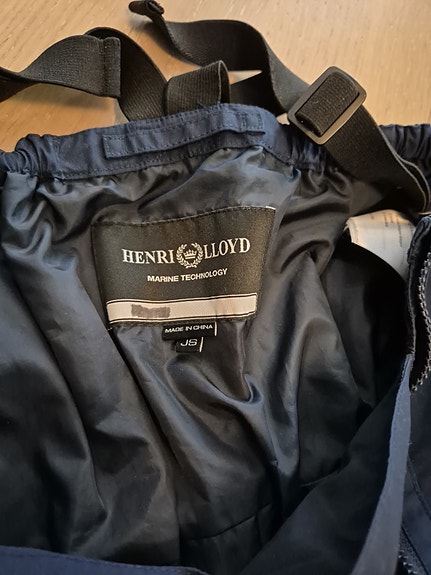 HENRI LLOYD
MARINE TECHNOLOGY
MADE IN CHINA
JS